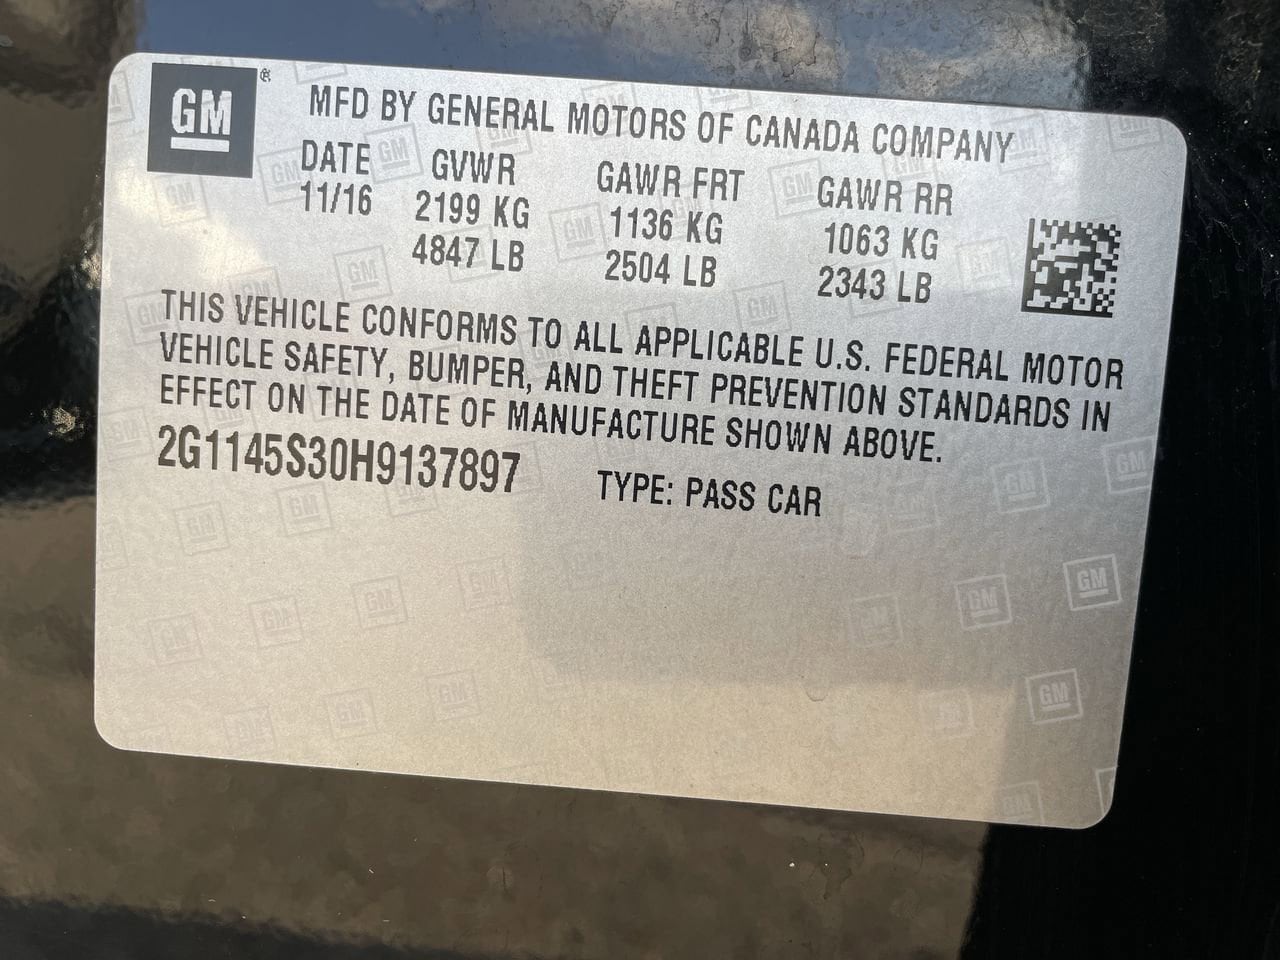 GM
MFD BY GENERAL MOTORS OF CANADA COMPANY
DATE GVWR GAWR FRT GAWR RR
11/16 2199 KG 1136 KG 1063 KG
4847 LB 2504 LB 2343 LB
THIS VEHICLE CONFORMS TO ALL APPLICABLE U.S. FEDERAL MOTOR
VEHICLE SAFETY, BUMPER, AND THEFT PREVENTION STANDARDS IN
EFFECT ON THE DATE OF MANUFACTURE SHOWN ABOVE.
2G1145S30H9137897 TYPE: PASS CAR